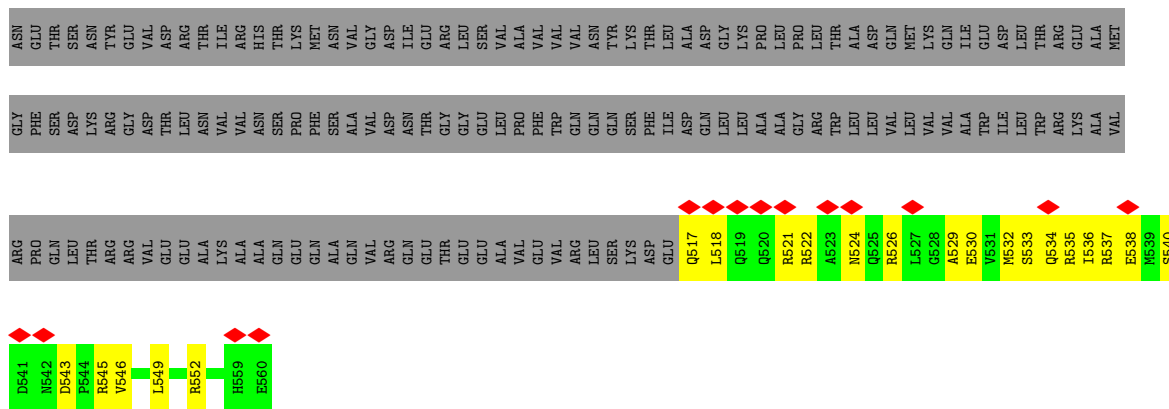 ASN GLU THR SER ASN TYR GLU VAL ASP ARG THR ILE ARG HIS THR LYS MET ASN VAL GLY ASP ILE GLU ARG LEU SER VAL ALA VAL VAL VAL ASN TYR LYS THR LEU ALA ASP GLY LYS PRO LEU PRO LEU THR ALA ASP GLN MET LYS GLN ILE GLU ASP LEU THR ARG GLU ALA MET
GLY PHE SER ASP LYS ARG GLY ASP THR LEU ASN VAL VAL ASN SER PRO PHE SER ALA VAL ASP ASN THR GLY GLY GLU LEU PRO PHE TRP GLN GLN GLN SER PHE ILE ASP GLN LEU LEU ALA ALA GLY ARG TRP LEU LEU VAL LEU VAL VAL ALA TRP ILE LEU TRP ARG LYS ALA VAL
ARG PRO GLN LEU THR ARG ARG VAL GLU GLU ALA LYS ALA ALA GLN GLU GLN ALA GLN VAL ARG GLN GLU THR GLU GLU ALA VAL GLU VAL ARG LEU SER LYS ASP GLU Q517 L518 Q519 Q520 R521 R522 A523 N524 Q525 R526 L527 G528 A529 E530 V531 M532 S533 Q534 R535 I536 R537 E538 M539 S540
D541 N542 D543 P544 R545 V546 L549 R552 H559 E560